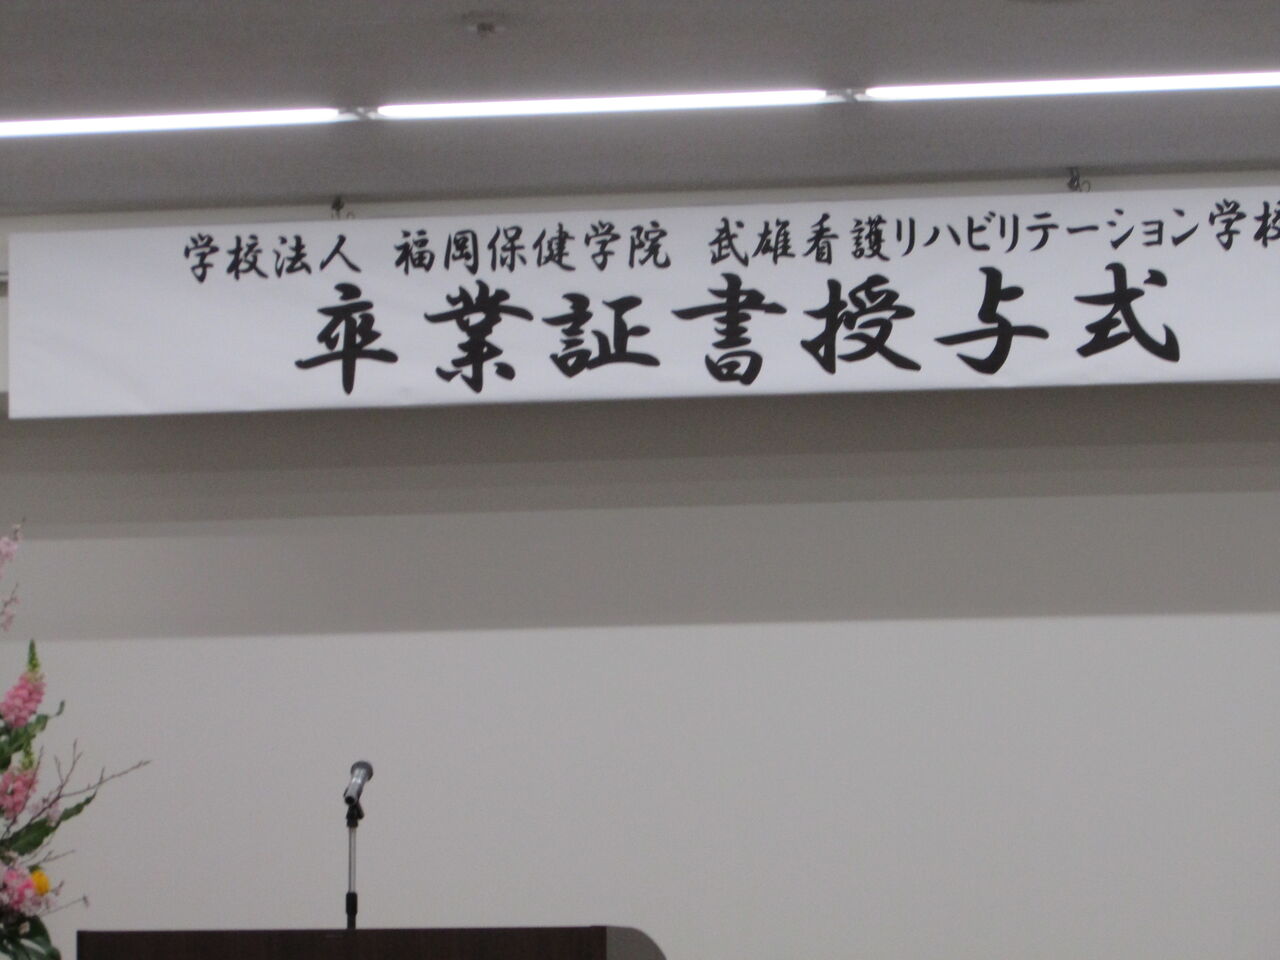 学校法人 福岡保健学院 武雄看護リハビリテーション学校
卒業証書授与式